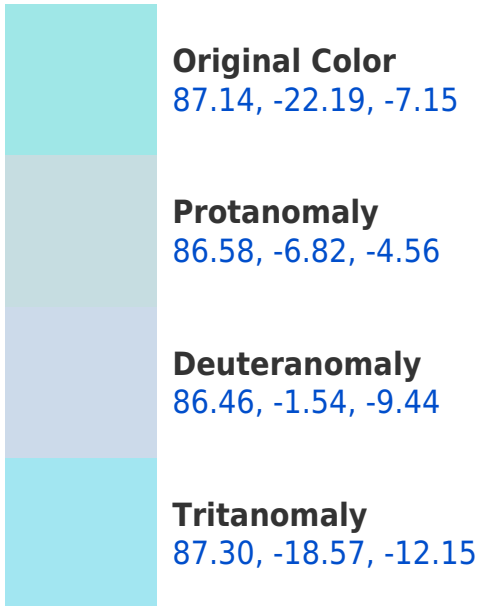 Original Color
87.14, -22.19, -7.15
Protanomaly
86.58, -6.82, -4.56
Deuteranomaly
86.46, -1.54, -9.44
Tritanomaly
87.30, -18.57, -12.15